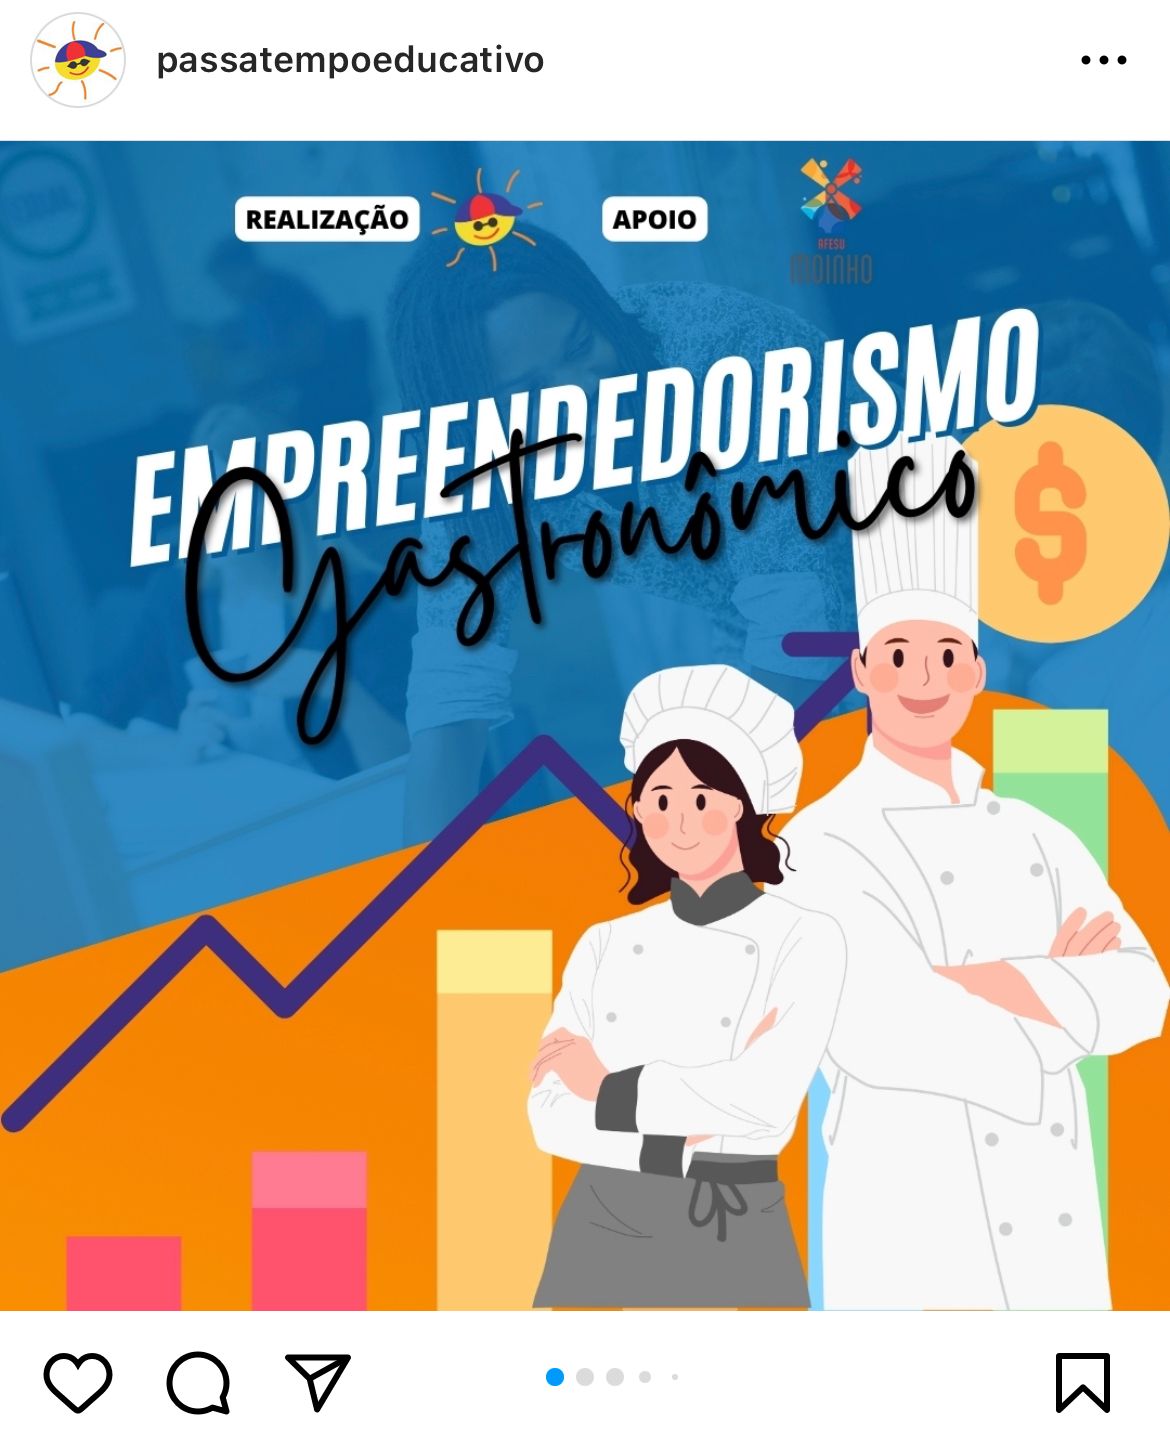 passatempoeducativo
REALIZAÇÃO
APOIO
AFESU
MOINHO
EMPREENDEDORISMO
Gastronômico
$